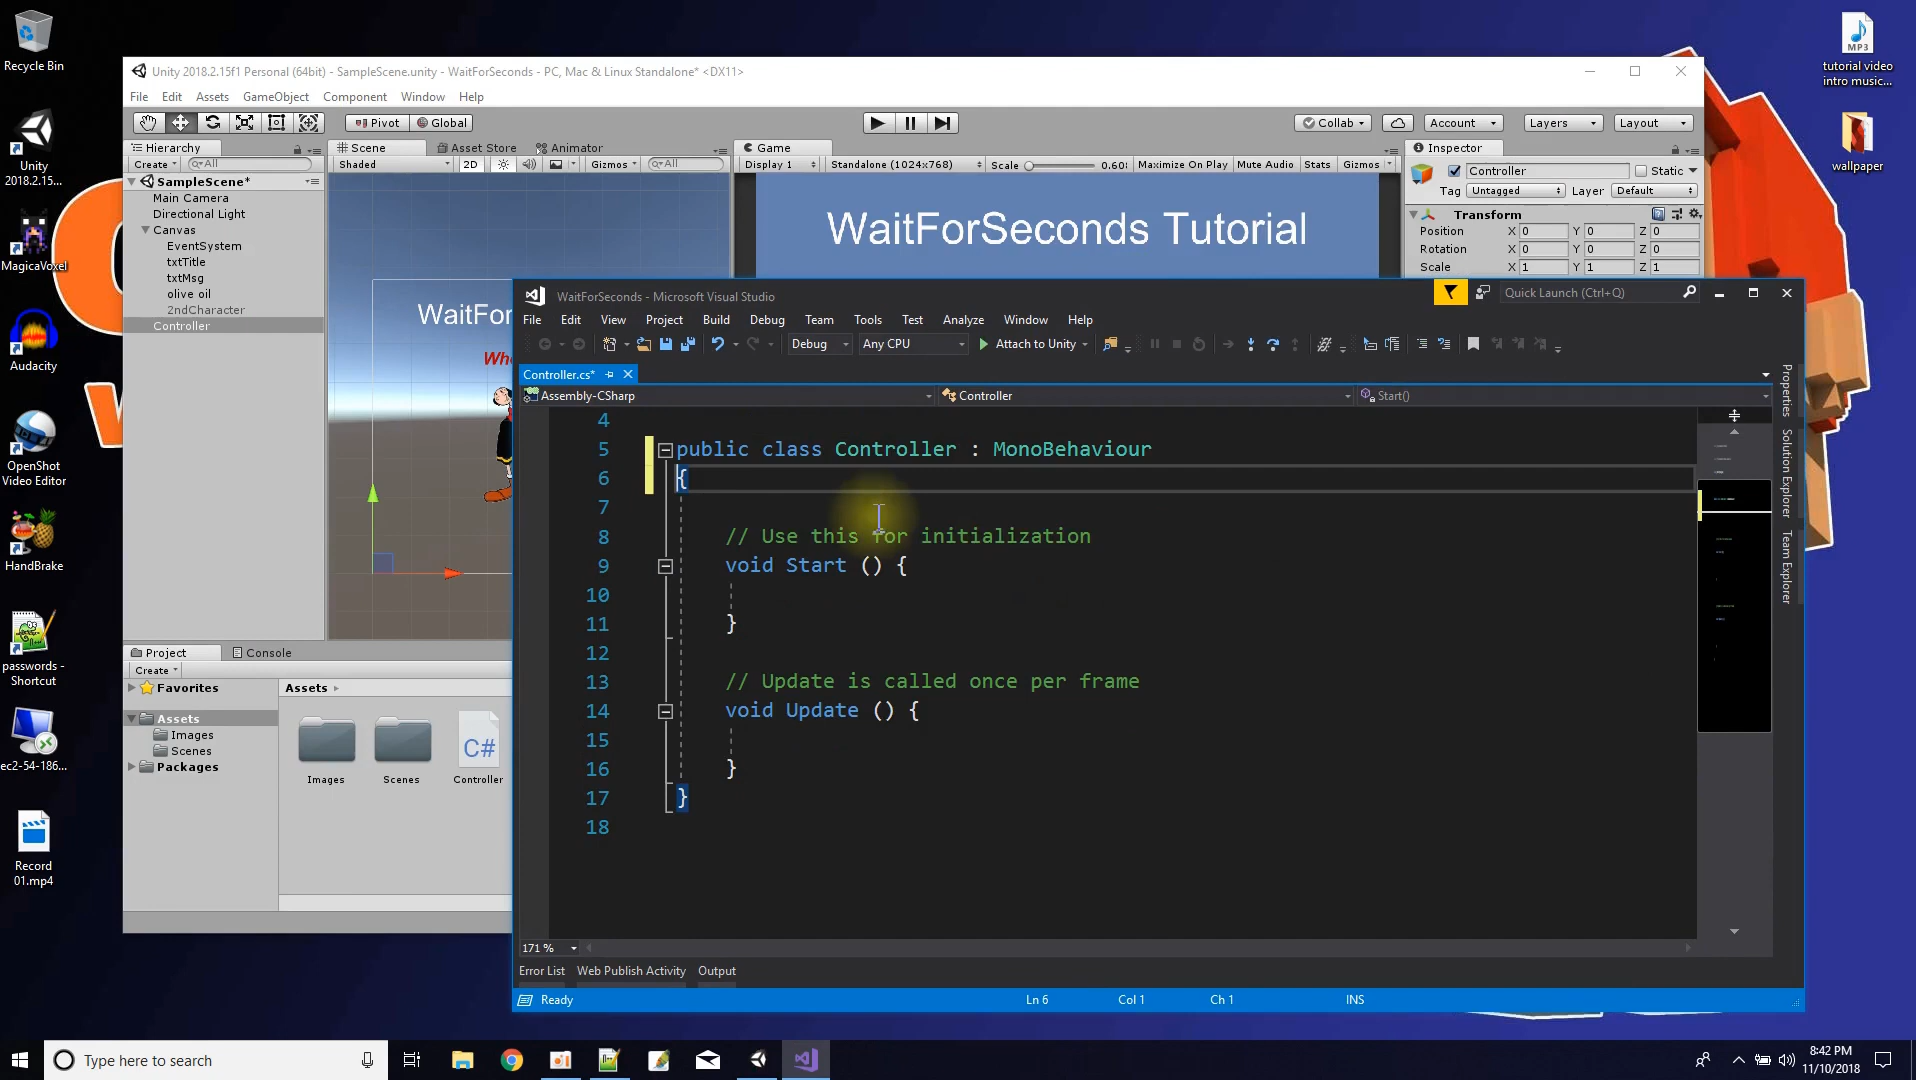 Recycle Bin
Unity
2018.2.15...
MagicaVoxel
Audacity
OpenShot
Video Editor
HandBrake
passwords -
Shortcut
ec2-54-186...
Record
01.mp4
tutorial video
intro music...
wallpaper
Unity 2018.2.15f1 Personal (64bit) - SampleScene.unity - WaitForSeconds - PC, Mac & Linux Standalone* <DX11>
File Edit Assets GameObject Component Window Help
Pivot Global Collab Account Layers Layout
Hierarchy Scene Asset Store Animator Game Inspector
Create All Shaded 2D Gizmos All Display 1 Standalone (1024x768) Scale 0.60 Maximize On Play Mute Audio Stats Gizmos
SampleScene*
Main Camera
Directional Light
Canvas
EventSystem
txtTitle
txtMsg
olive oil
2ndCharacter
Controller
WaitFor
Whe
WaitForSeconds Tutorial
Controller Static
Tag Untagged Layer Default
Transform
Position X 0 Y 0 Z 0
Rotation X 0 Y 0 Z 0
Scale X 1 Y 1 Z 1
Project Console
Create
Favorites
Assets
Images
Scenes
Packages
Assets
Images Scenes Controller
C#
WaitForSeconds - Microsoft Visual Studio
Quick Launch (Ctrl+Q)
File Edit View Project Build Debug Team Tools Test Analyze Window Help
Debug Any CPU Attach to Unity
Controller.cs*
Assembly-CSharp Controller Start()
4
5 public class Controller : MonoBehaviour
6 {
7
8 // Use this for initialization
9 void Start () {
10
11 }
12
13 // Update is called once per frame
14 void Update () {
15
16 }
17 }
18
171 %
Error List Web Publish Activity Output
Ready Ln 6 Col 1 Ch 1 INS
Properties
Solution Explorer
Team Explorer
Type here to search
8:42 PM
11/10/2018